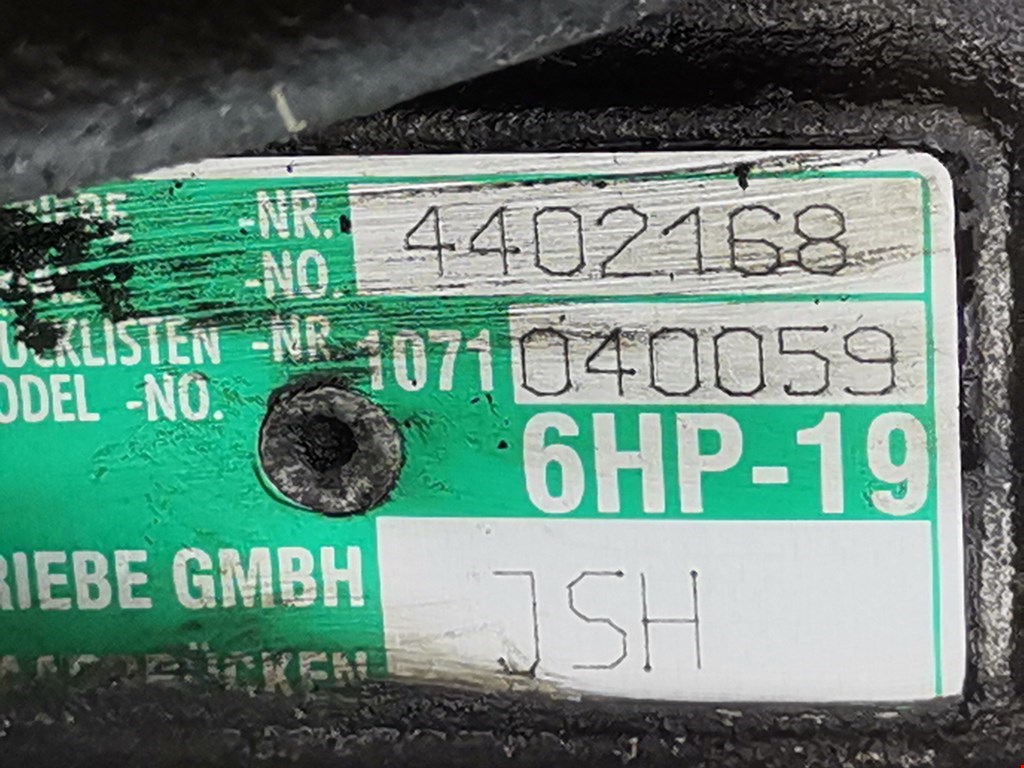 -NR. 4402168
-NO.
ÜCKLISTEN -NR. 1071 040059
ODEL -NO.
6HP-19
RIEBE GMBH
JSH